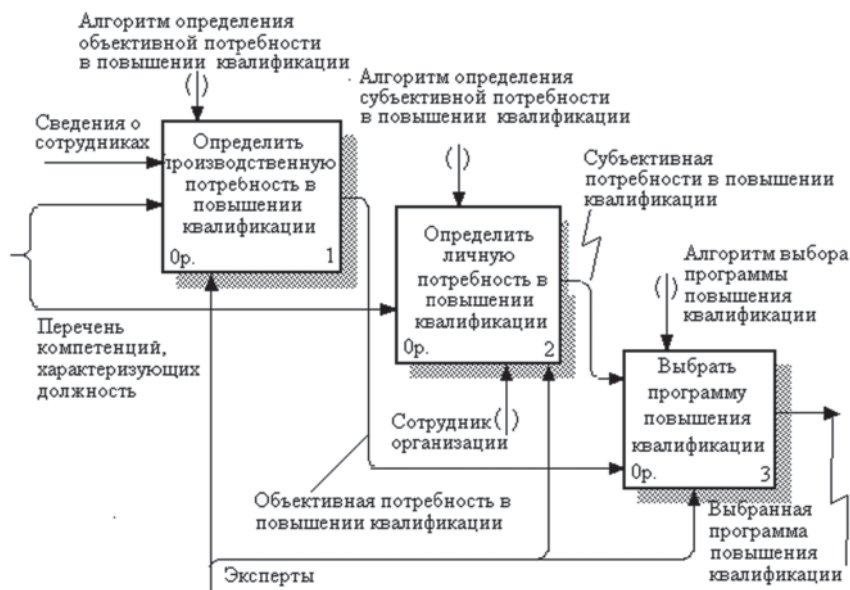 Алгоритм определения
объективной потребности
в повышении квалификации
Алгоритм определения
субъективной потребности
в повышении квалификации
Сведения о
сотрудниках
Определить
производственную
потребность в
повышении
квалификации
0р.
1
Субъективная
потребности в повышении
квалификации
Определить
личную
потребность в
повышении
квалификации
0р.
2
Алгоритм выбора
программы
повышения
квалификации
Перечень
компетенций,
характеризующих
должность
Выбрать
программу
повышения
квалификации
0р.
3
Сотрудник
организации
Объективная потребность в
повышении квалификации
Выбранная
программа
повышения
квалификации
Эксперты